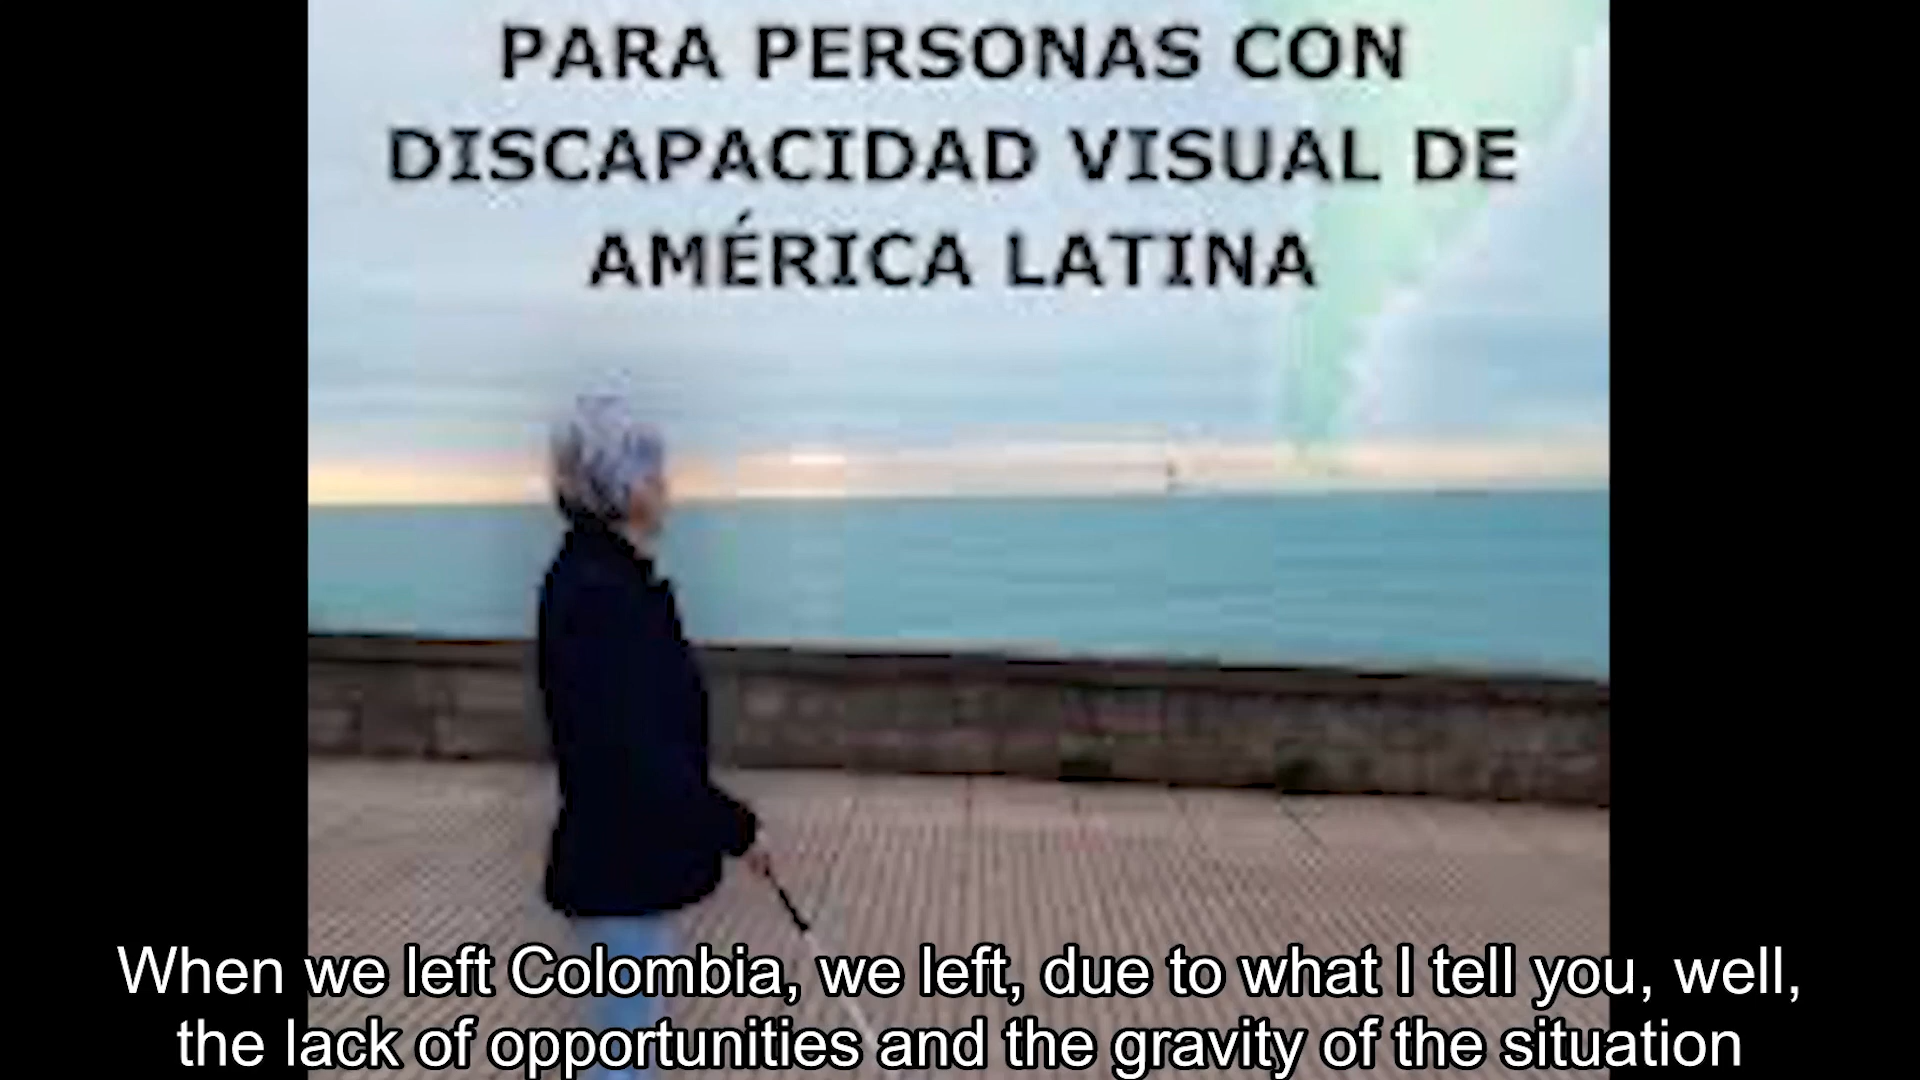 PARA PERSONAS CON
DISCAPACIDAD VISUAL DE
AMÉRICA LATINA
When we left Colombia, we left, due to what I tell you, well,
the lack of opportunities and the gravity of the situation